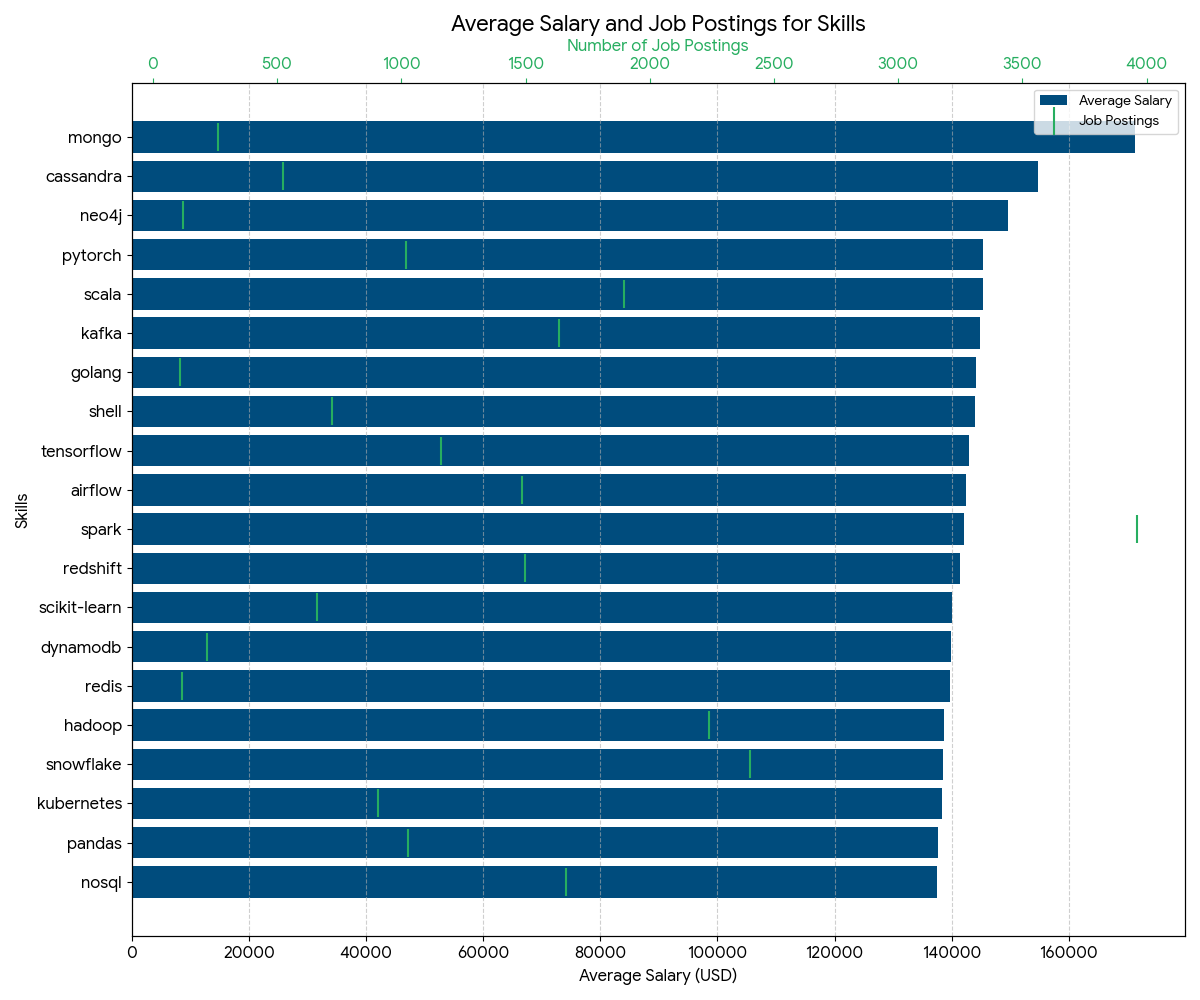 Average Salary and Job Postings for Skills
Number of Job Postings
0 500 1000 1500 2000 2500 3000 3500 4000
Average Salary
Job Postings
mongo
cassandra
neo4j
pytorch
scala
kafka
golang
shell
tensorflow
airflow
spark
redshift
scikit-learn
dynamodb
redis
hadoop
snowflake
kubernetes
pandas
nosql
Skills
0 20000 40000 60000 80000 100000 120000 140000 160000
Average Salary (USD)